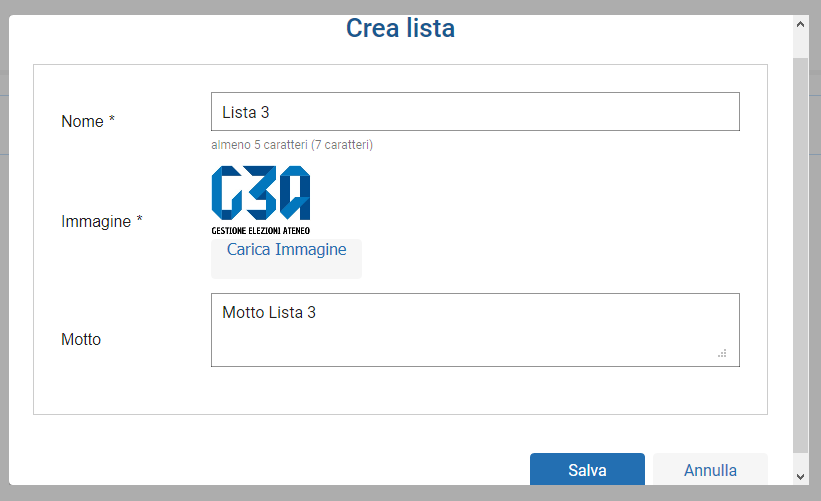 Crea lista
Nome *
Lista 3
almeno 5 caratteri (7 caratteri)
Immagine *
GEA
GESTIONE ELEZIONI ATENEO
Carica Immagine
Motto
Motto Lista 3
Salva
Annulla